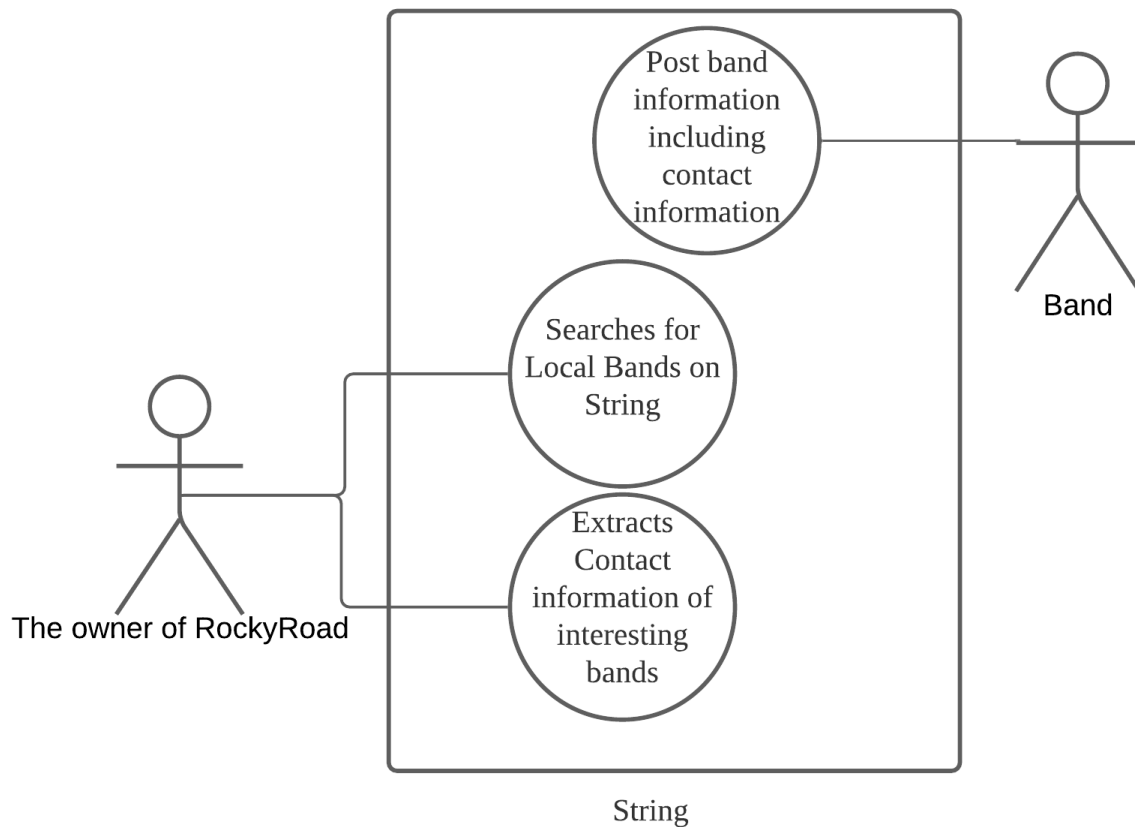 Post band
information
including
contact
information
Band
Searches for
Local Bands on
String
Extracts
Contact
information of
interesting
bands
The owner of RockyRoad
String